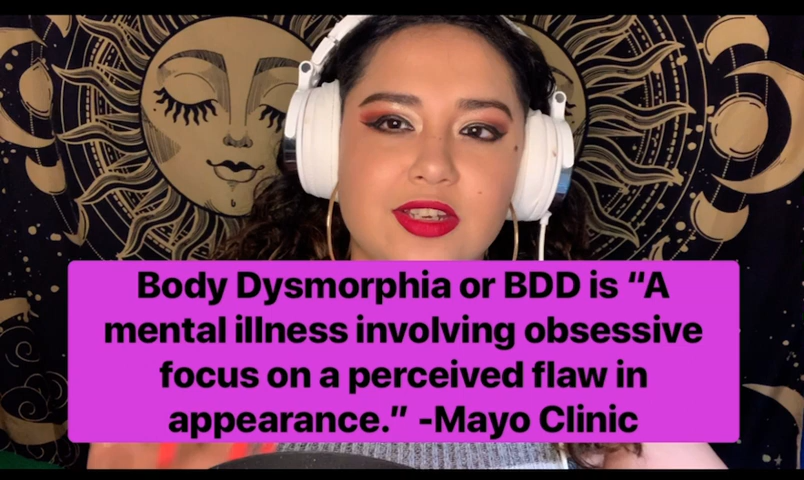 Body Dysmorphia or BDD is “A
mental illness involving obsessive
focus on a perceived flaw in
appearance.” -Mayo Clinic